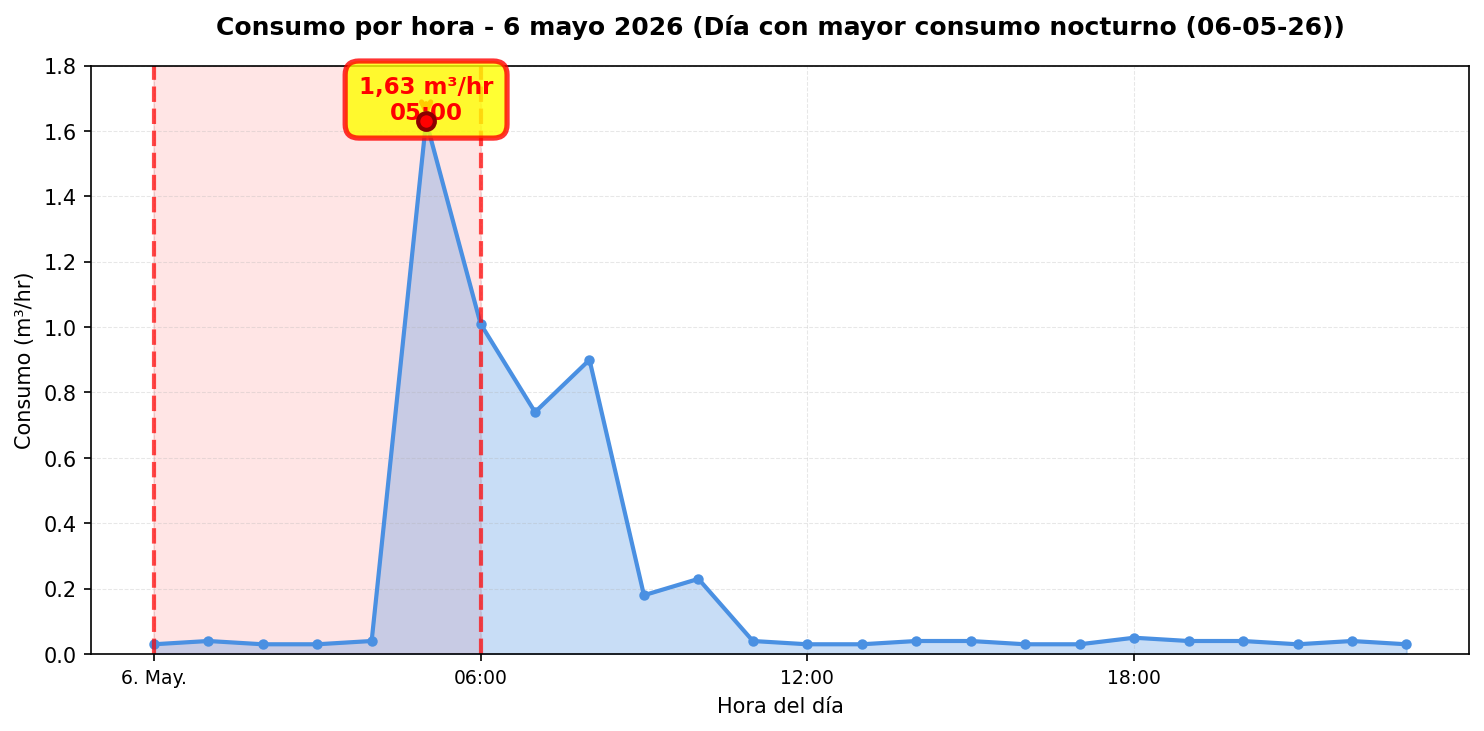 Consumo por hora - 6 mayo 2026 (Día con mayor consumo nocturno (06-05-26))
1,63 m³/hr
05:00
Consumo (m³/hr)
1.8
1.6
1.4
1.2
1.0
0.8
0.6
0.4
0.2
0.0
6. May.
06:00
12:00
18:00
Hora del día